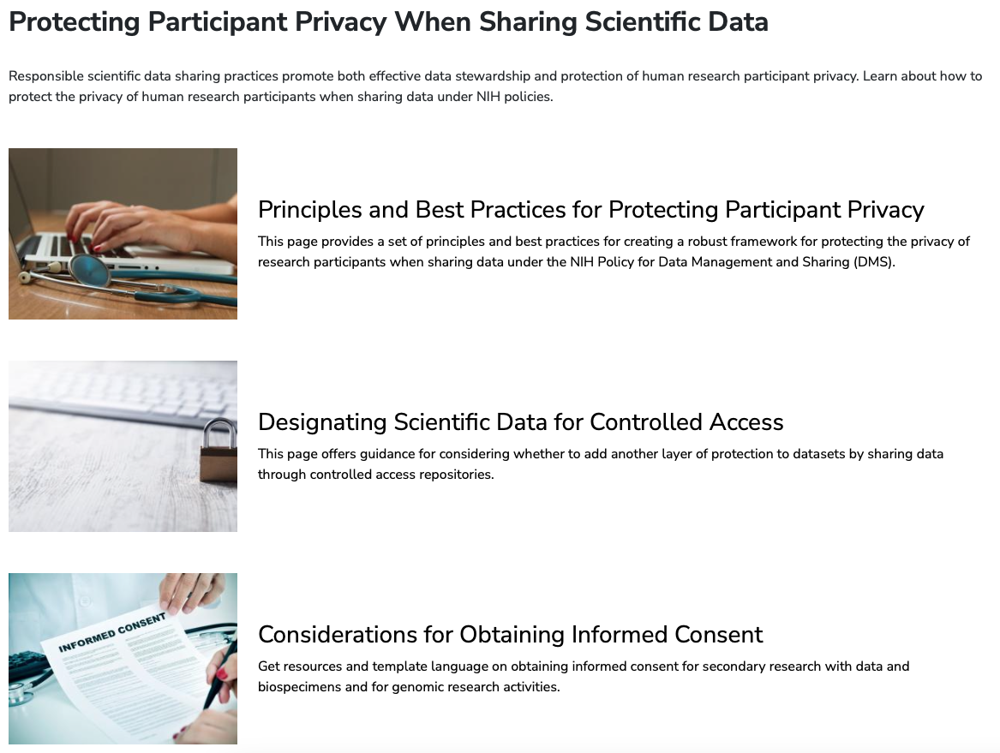 Protecting Participant Privacy When Sharing Scientific Data
Responsible scientific data sharing practices promote both effective data stewardship and protection of human research participant privacy. Learn about how to
protect the privacy of human research participants when sharing data under NIH policies.
Principles and Best Practices for Protecting Participant Privacy
This page provides a set of principles and best practices for creating a robust framework for protecting the privacy of
research participants when sharing data under the NIH Policy for Data Management and Sharing (DMS).
Designating Scientific Data for Controlled Access
This page offers guidance for considering whether to add another layer of protection to datasets by sharing data
through controlled access repositories.
INFORMED CONSENT
Considerations for Obtaining Informed Consent
Get resources and template language on obtaining informed consent for secondary research with data and
biospecimens and for genomic research activities.